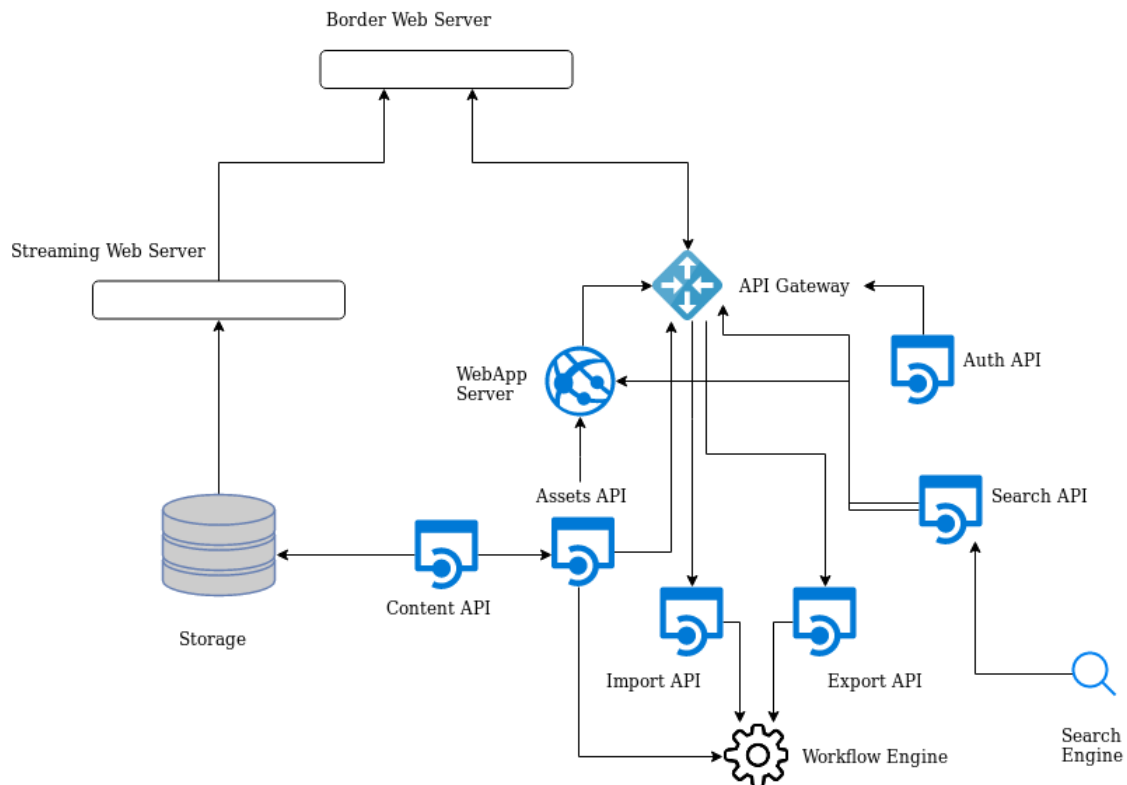 Border Web Server
Streaming Web Server
API Gateway
WebApp
Server
Auth API
Assets API
Search API
Content API
Storage
Import API
Export API
Search
Engine
Workflow Engine